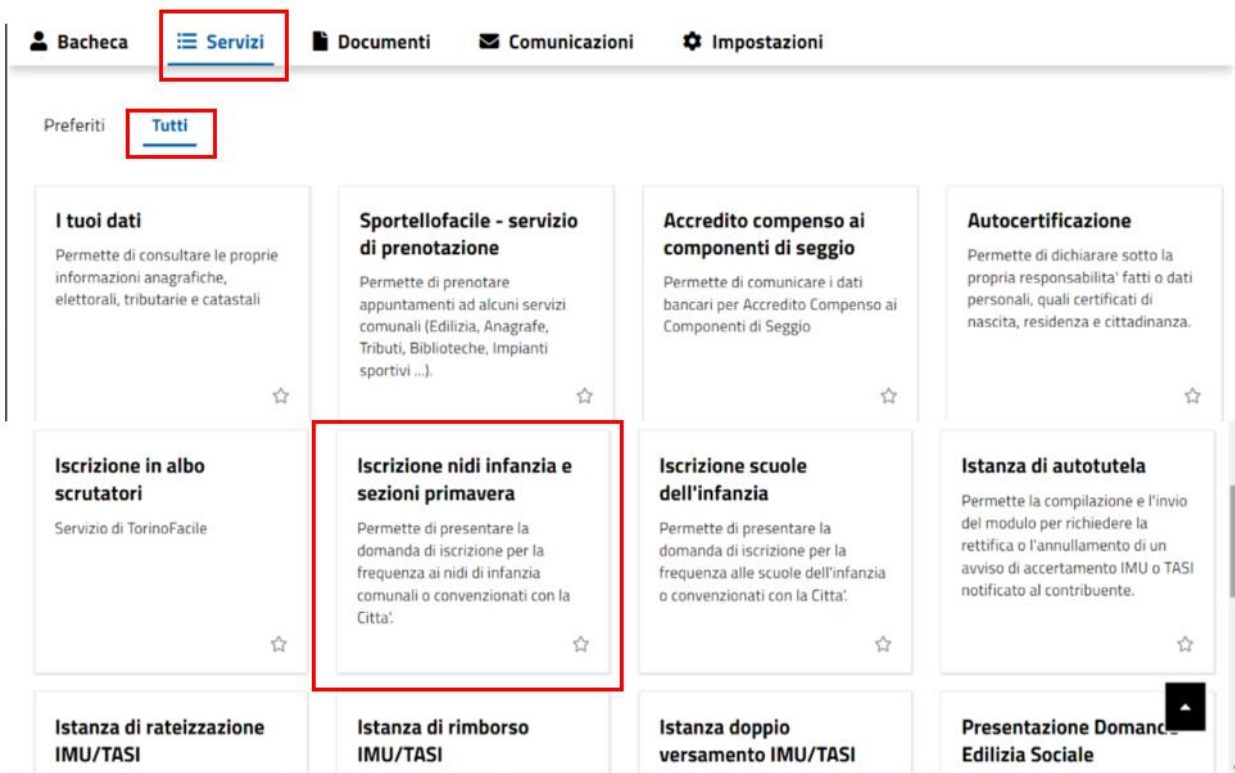 Bacheca Servizi Documenti Comunicazioni Impostazioni
Preferiti Tutti
I tuoi dati
Permette di consultare le proprie
informazioni anagrafiche,
elettorali, tributarie e catastali
Sportellofacile - servizio
di prenotazione
Permette di prenotare
appuntamenti ad alcuni servizi
comunali (Edilizia, Anagrafe,
Tributi, Biblioteche, Impianti
sportivi ...).
Accredito compenso ai
componenti di seggio
Permette di comunicare i dati
bancari per Accredito Compenso ai
Componenti di Seggio
Autocertificazione
Permette di dichiarare sotto la
propria responsabilita' fatti o dati
personali, quali certificati di
nascita, residenza e cittadinanza.
Iscrizione in albo
scrutatori
Servizio di TorinoFacile
Iscrizione nidi infanzia e
sezioni primavera
Permette di presentare la
domanda di iscrizione per la
frequenza ai nidi di infanzia
comunali o convenzionati con la
Citta'.
Iscrizione scuole
dell'infanzia
Permette di presentare la
domanda di iscrizione per la
frequenza alle scuole dell'infanzia
o convenzionati con la Citta'.
Istanza di autotutela
Permette la compilazione e l'invio
del modulo per richiedere la
rettifica o l'annullamento di un
avviso di accertamento IMU o TASI
notificato al contribuente.
Istanza di rateizzazione
IMU/TASI
Istanza di rimborso
IMU/TASI
Istanza doppio
versamento IMU/TASI
Presentazione Domanda
Edilizia Sociale